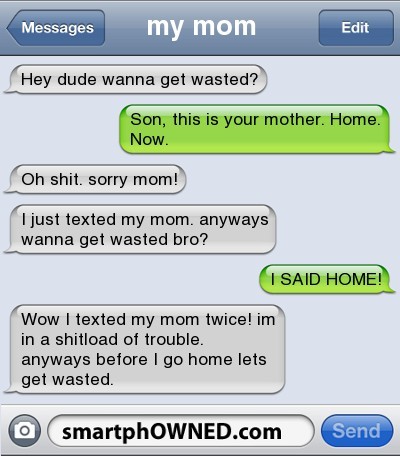 Messages
my mom
Edit
Hey dude wanna get wasted?
Son, this is your mother. Home.
Now.
Oh shit. sorry mom!
I just texted my mom. anyways
wanna get wasted bro?
I SAID HOME!
Wow I texted my mom twice! im
in a shitload of trouble.
anyways before I go home lets
get wasted.
smartphOWNED.com
Send